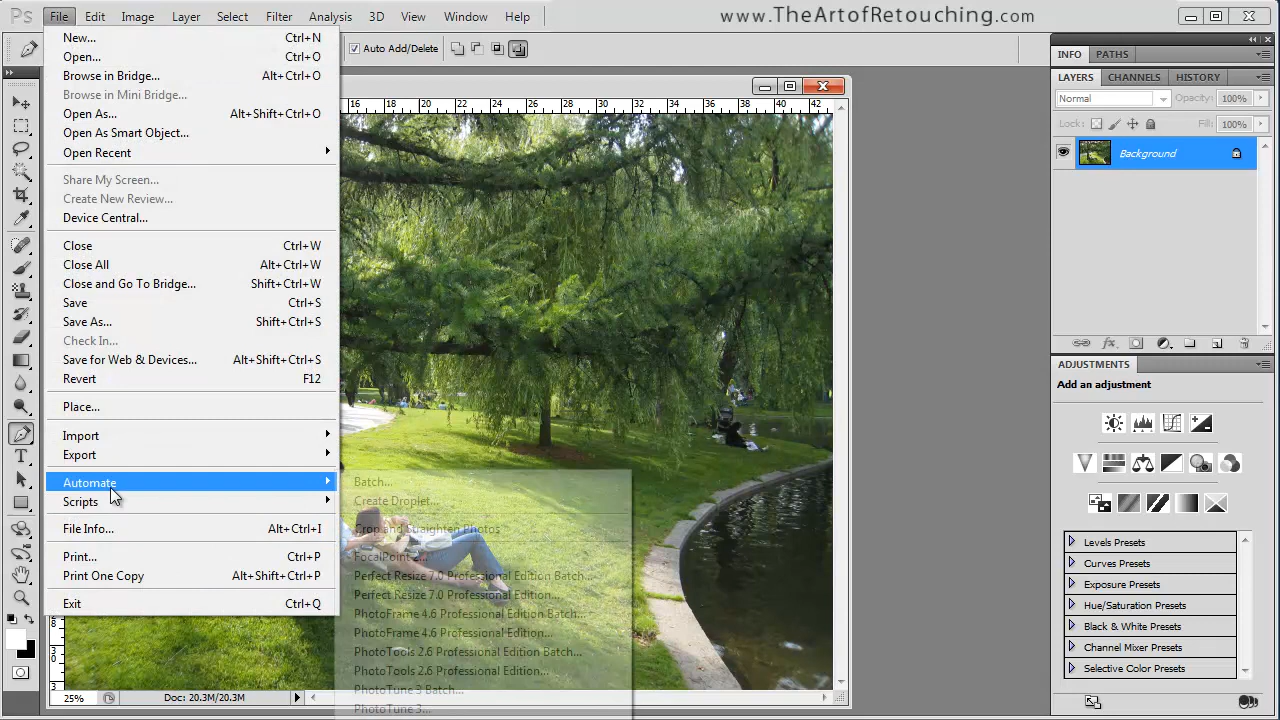 Ps File Edit Image Layer Select Filter Analysis 3D View Window Help www.TheArtofRetouching.com
Auto Add/Delete
New... Ctrl+N
Open... Ctrl+O
Browse in Bridge... Alt+Ctrl+O
Browse in Mini Bridge...
Open As... Alt+Shift+Ctrl+O
Open As Smart Object...
Open Recent
Share My Screen...
Create New Review...
Device Central...
Close Ctrl+W
Close All Alt+Ctrl+W
Close and Go To Bridge... Shift+Ctrl+W
Save Ctrl+S
Save As... Shift+Ctrl+S
Check In...
Save for Web & Devices... Alt+Shift+Ctrl+S
Revert F12
Place...
Import
Export
Automate
Scripts
File Info... Alt+Ctrl+I
Print... Ctrl+P
Print One Copy Alt+Shift+Ctrl+P
Exit Ctrl+Q
Batch...
Create Droplet...
Crop and Straighten Photos
FocalPoint 2...
Perfect Resize 7.0 Professional Edition Batch...
Perfect Resize 7.0 Professional Edition...
PhotoFrame 4.6 Professional Edition Batch...
PhotoFrame 4.6 Professional Edition...
PhotoTools 2.6 Professional Edition Batch...
PhotoTools 2.6 Professional Edition...
PhotoTune 3 Batch...
PhotoTune 3...
16 18 20 22 24 26 28 30 32 34 36 38 40 42
8
3
0
3
25% Doc: 20.3M/20.3M
INFO PATHS
LAYERS CHANNELS HISTORY
Normal Opacity: 100%
Lock: Fill: 100%
Background
fx
ADJUSTMENTS
Add an adjustment
Levels Presets
Curves Presets
Exposure Presets
Hue/Saturation Presets
Black & White Presets
Channel Mixer Presets
Selective Color Presets